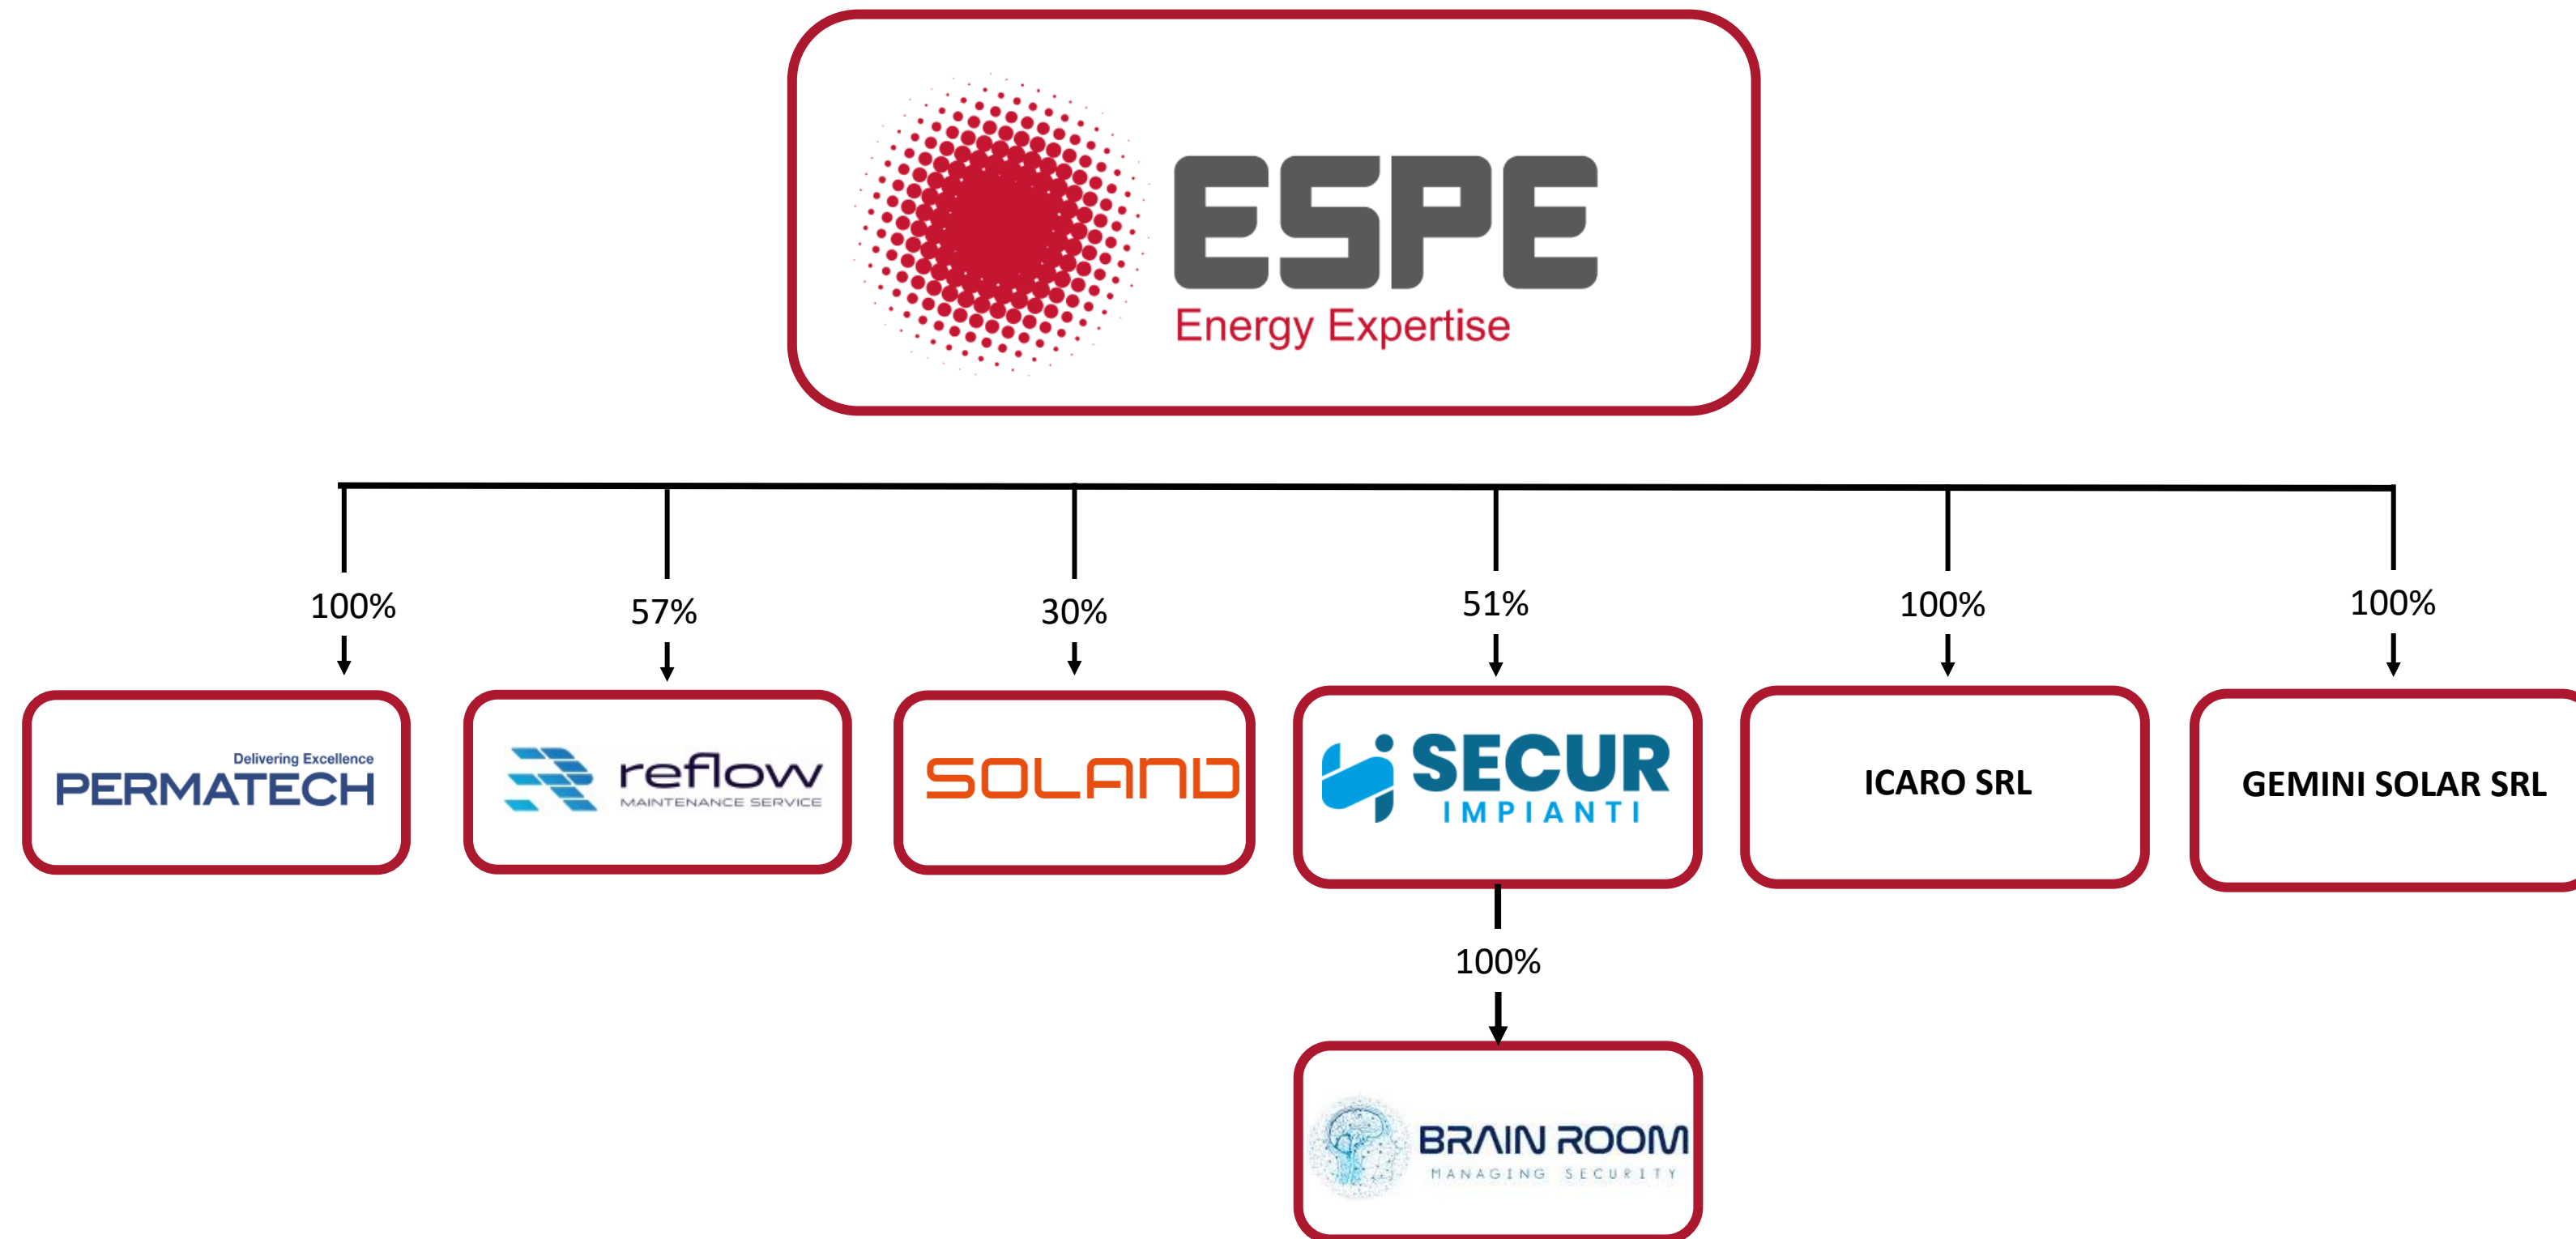 ESPE
Energy Expertise
100%
57%
30%
51%
100%
100%
Delivering Excellence
PERMATECH
reflow
MAINTENANCE SERVICE
SOLAND
SECUR
IMPIANTI
ICARO SRL
GEMINI SOLAR SRL
100%
BRAIN ROOM
MANAGING SECURITY